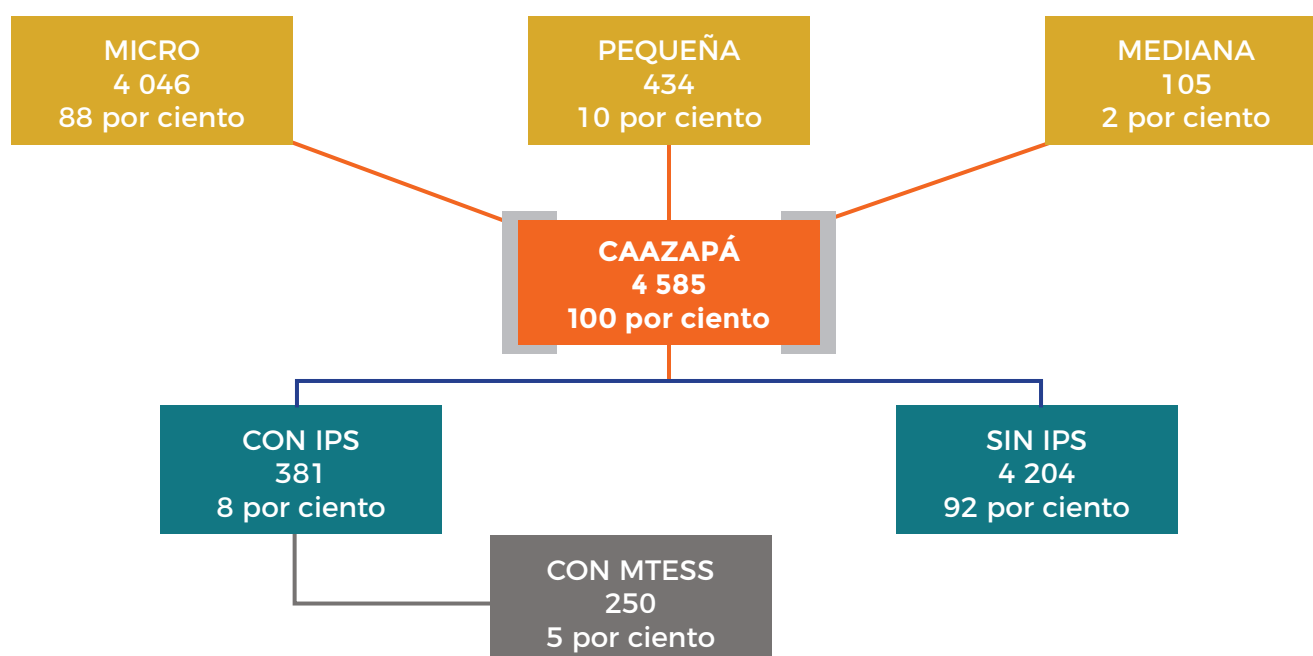 MICRO
4 046
88 por ciento
PEQUEÑA
434
10 por ciento
MEDIANA
105
2 por ciento
CAAZAPÁ
4 585
100 por ciento
CON IPS
381
8 por ciento
SIN IPS
4 204
92 por ciento
CON MTESS
250
5 por ciento